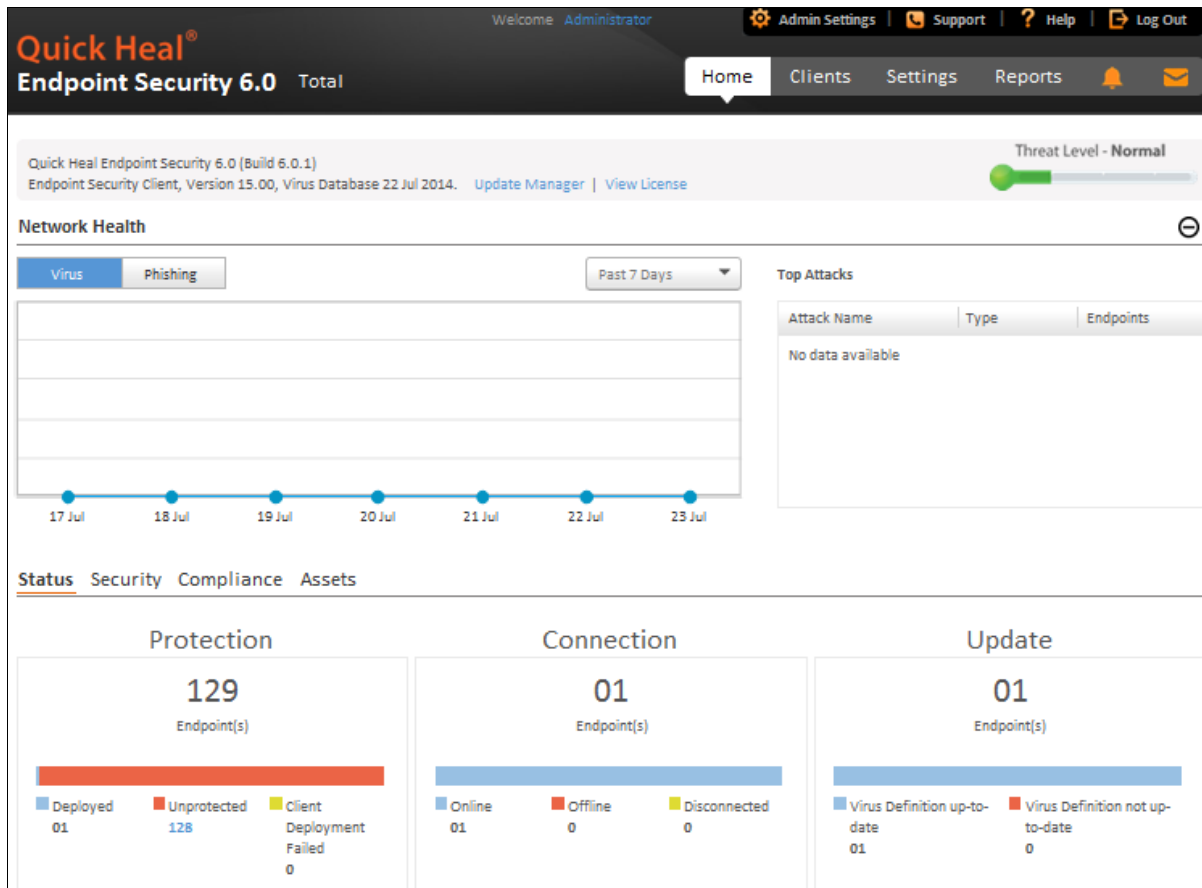 Welcome Administrator
Admin Settings | Support | ? Help | Log Out
Quick Heal®
Endpoint Security 6.0 Total
Home Clients Settings Reports
Quick Heal Endpoint Security 6.0 (Build 6.0.1)
Endpoint Security Client, Version 15.00, Virus Database 22 Jul 2014. Update Manager | View License
Threat Level - Normal
Network Health
Virus Phishing
Past 7 Days
Top Attacks
Attack Name Type Endpoints
No data available
17 Jul 18 Jul 19 Jul 20 Jul 21 Jul 22 Jul 23 Jul
Status Security Compliance Assets
Protection
129
Endpoint(s)
Deployed
01
Unprotected
128
Client
Deployment
Failed
0
Connection
01
Endpoint(s)
Online
01
Offline
0
Disconnected
0
Update
01
Endpoint(s)
Virus Definition up-to-
date
01
Virus Definition not up-
to-date
0